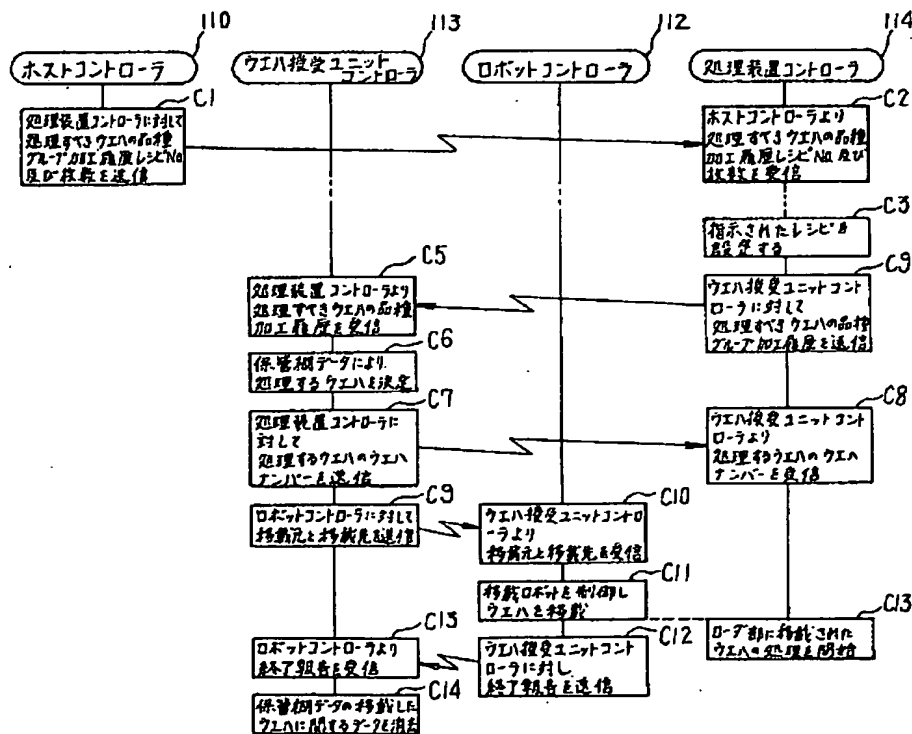 110
ホストコントローラ
C1
処理装置コントローラに対して
処理すべきウエハの品種
グループ加工履歴レシピNo
及び枚数を送信
113
ウエハ授受ユニット
コントローラ
C5
処理装置コントローラより
処理すべきウエハの品種
加工履歴を受信
C6
保管棚データにより
処理するウエハを決定
C7
処理装置コントローラに
対して
処理するウエハのウエハ
ナンバーを送信
C9
ロボットコントローラに対して
移載元と移載先を送信
C13
ロボットコントローラより
終了報告を受信
C14
保管棚データの移載した
ウエハに関するデータを消去
112
ロボットコントローラ
C10
ウエハ授受ユニットコントロ
ーラより
移載元と移載先を受信
C11
移載ロボットを制御し
ウエハを移載
C12
ウエハ授受ユニットコント
ローラに対し
終了報告を送信
114
処理装置コントローラ
C2
ホストコントローラより
処理すべきウエハの品種
加工履歴レシピNo及び
枚数を受信
C3
指示されたレシピを
設定する
C9
ウエハ授受ユニットコント
ローラに対して
処理すべきウエハの品種
グループ加工履歴を送信
C8
ウエハ授受ユニットコント
ローラより
処理するウエハのウエハ
ナンバーを受信
C13
ローダ部に移載された
ウエハの処理を開始